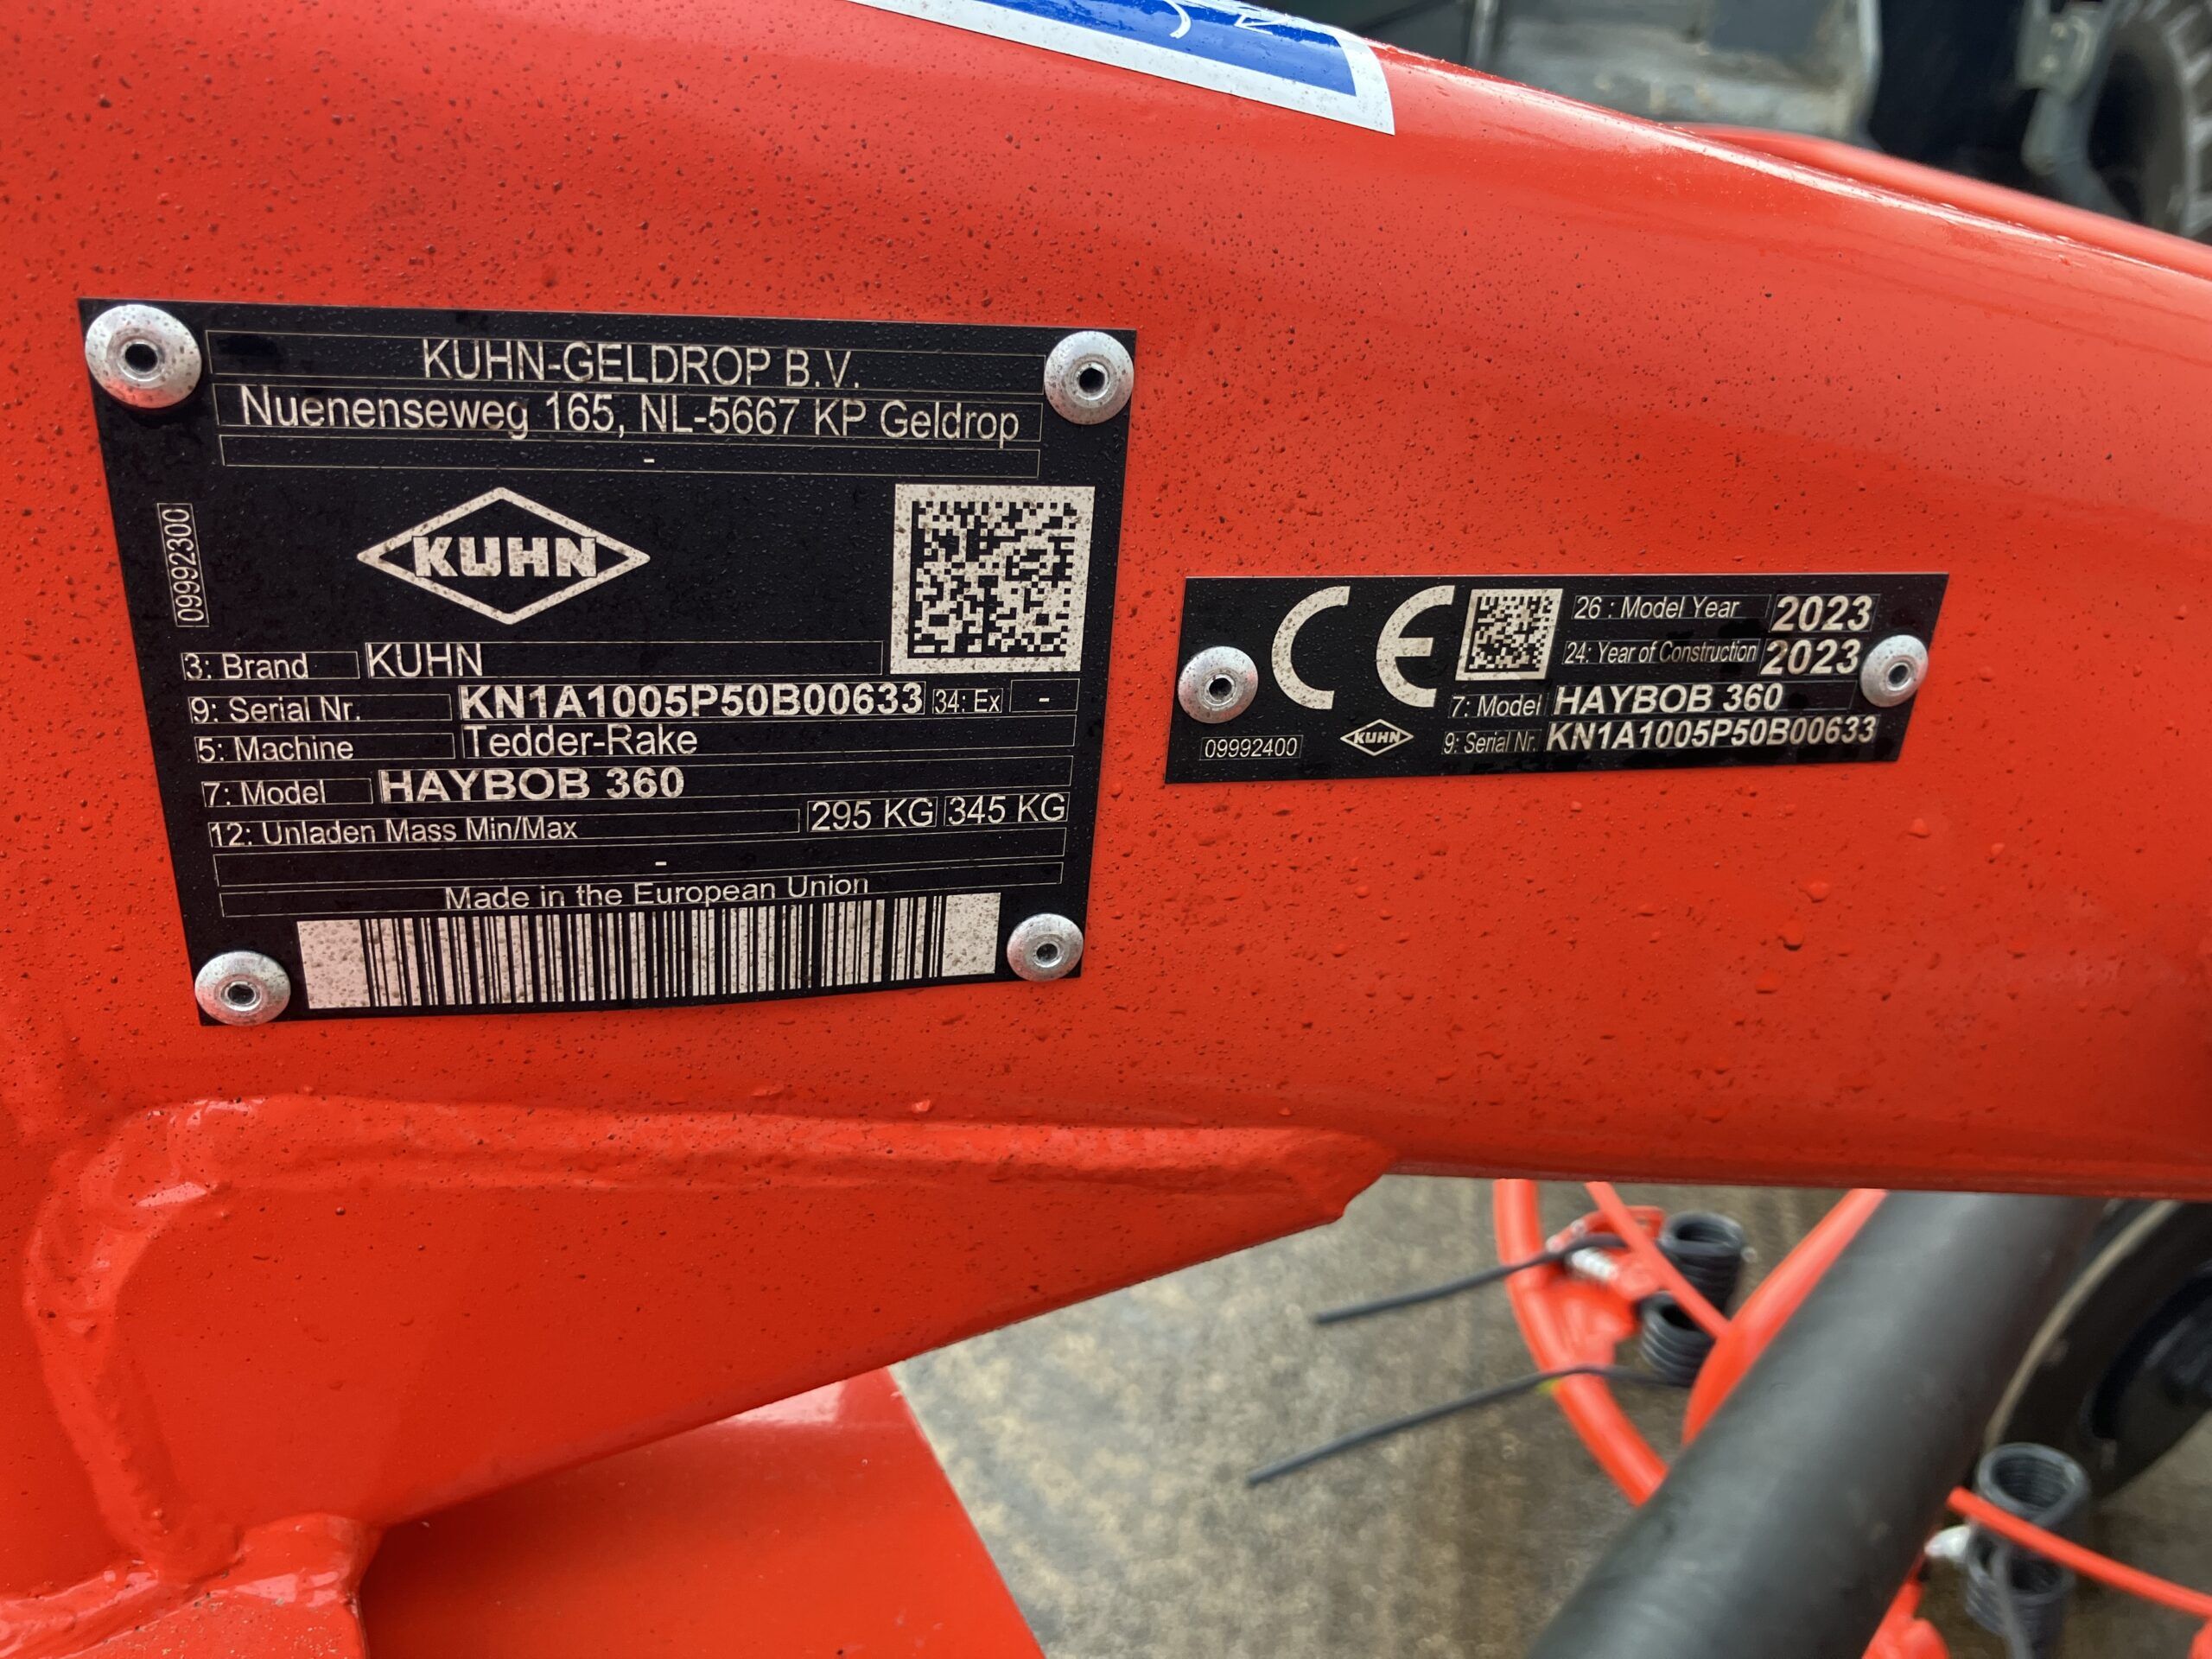 KUHN-GELDROP B.V.
Nuenenseweg 165, NL-5667 KP Geldrop
-
09992300
KUHN
3: Brand KUHN
9: Serial Nr. KN1A1005P50B00633 34: Ex -
5: Machine Tedder-Rake
7: Model HAYBOB 360
12: Unladen Mass Min/Max 295 KG 345 KG
-
Made in the European Union
CE
26 : Model Year 2023
24: Year of Construction 2023
7: Model HAYBOB 360
09992400
KUHN
9: Serial Nr. KN1A1005P50B00633